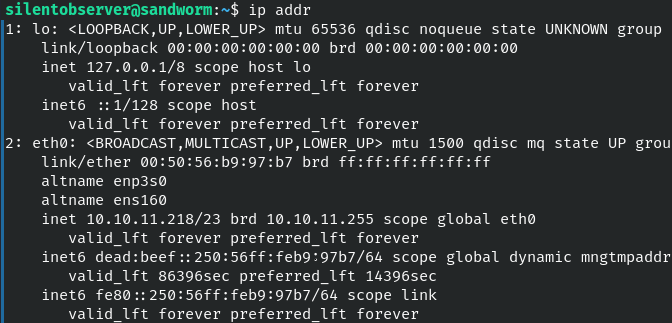 silentobserver@sandworm:~$ ip addr
1: lo: <LOOPBACK,UP,LOWER_UP> mtu 65536 qdisc noqueue state UNKNOWN group
link/loopback 00:00:00:00:00:00 brd 00:00:00:00:00:00
inet 127.0.0.1/8 scope host lo
valid_lft forever preferred_lft forever
inet6 ::1/128 scope host
valid_lft forever preferred_lft forever
2: eth0: <BROADCAST,MULTICAST,UP,LOWER_UP> mtu 1500 qdisc mq state UP grou
link/ether 00:50:56:b9:97:b7 brd ff:ff:ff:ff:ff:ff
altname enp3s0
altname ens160
inet 10.10.11.218/23 brd 10.10.11.255 scope global eth0
valid_lft forever preferred_lft forever
inet6 dead:beef::250:56ff:feb9:97b7/64 scope global dynamic mngtmpaddr
valid_lft 86396sec preferred_lft 14396sec
inet6 fe80::250:56ff:feb9:97b7/64 scope link
valid_lft forever preferred_lft forever